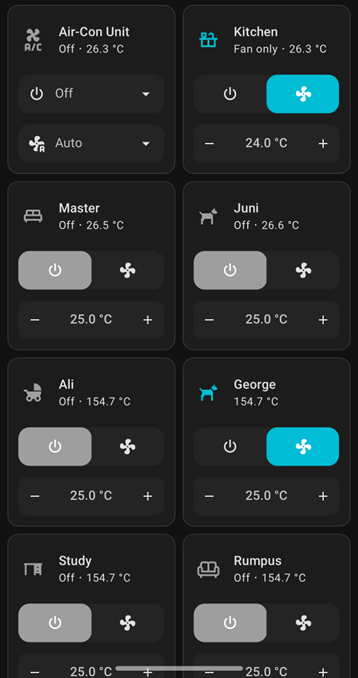 A/C
Air-Con Unit
Off · 26.3 °C
Off
A
Auto
Kitchen
Fan only · 26.3 °C
− 24.0 °C +
Master
Off · 26.5 °C
− 25.0 °C +
Juni
Off · 26.6 °C
− 25.0 °C +
Ali
Off · 154.7 °C
− 25.0 °C +
George
154.7 °C
− 25.0 °C +
Study
Off · 154.7 °C
− 25.0 °C +
Rumpus
Off · 154.7 °C
− 25.0 °C +